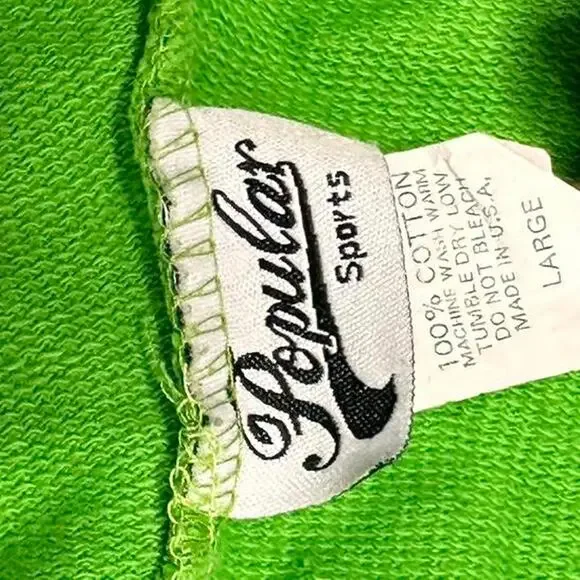 Popular
Sports
100% COTTON
MACHINE WASH WARM
TUMBLE DRY LOW
DO NOT BLEACH
MADE IN U.S.A.
LARGE